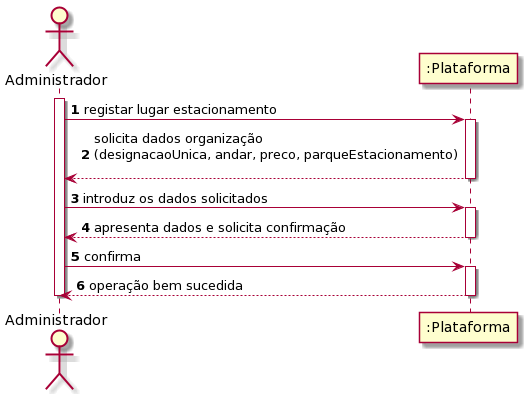 Administrador
:Plataforma
1 registar lugar estacionamento
solicita dados organização
2 (designacaoUnica, andar, preco, parqueEstacionamento)
3 introduz os dados solicitados
4 apresenta dados e solicita confirmação
5 confirma
6 operação bem sucedida
Administrador
:Plataforma